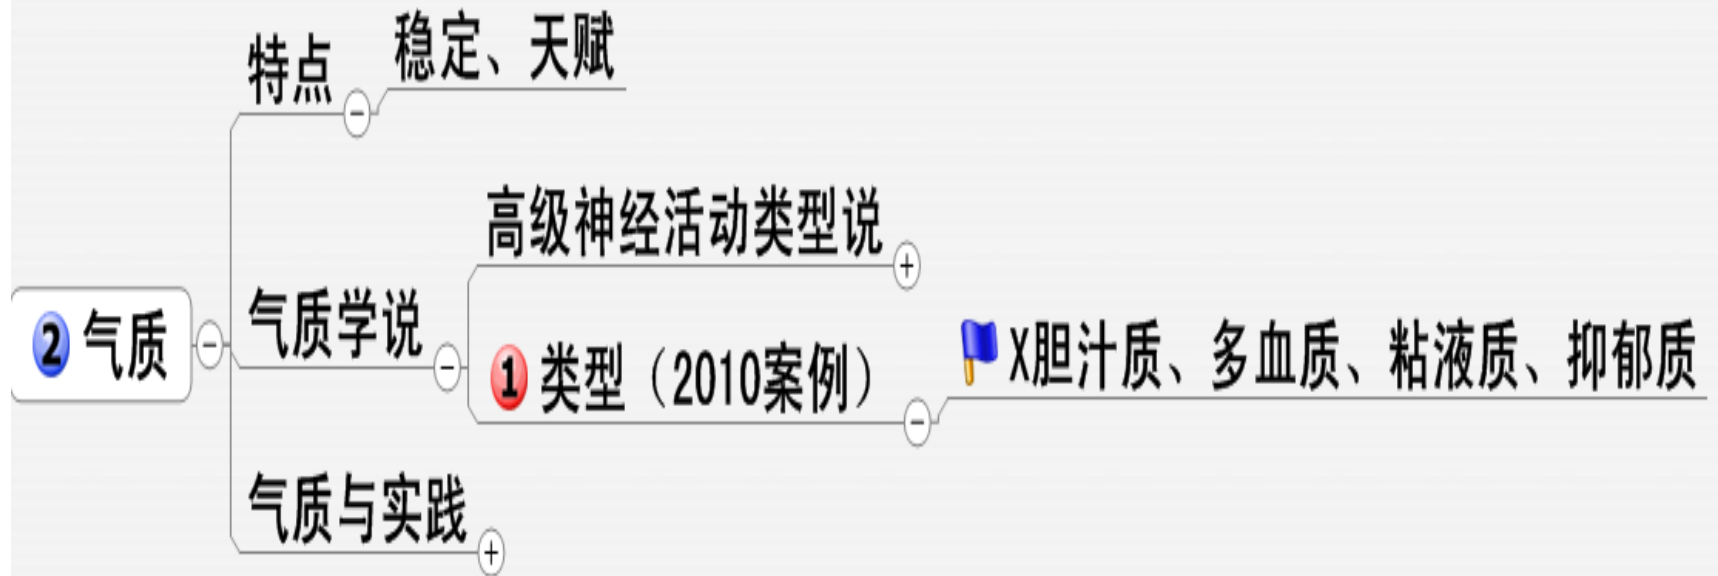 特点
稳定、天赋
2 气质
气质学说
高级神经活动类型说
1 类型（2010案例）
X胆汁质、多血质、粘液质、抑郁质
气质与实践